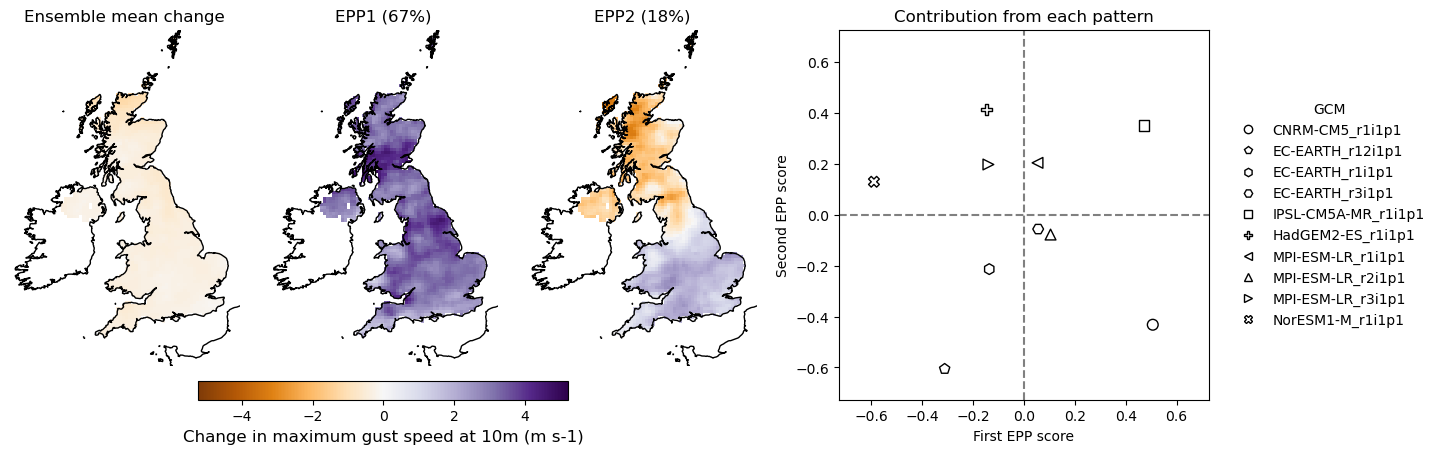 Ensemble mean change
EPP1 (67%)
EPP2 (18%)
−4
−2
0
2
4
Change in maximum gust speed at 10m (m s-1)
Contribution from each pattern
Second EPP score
0.6
0.4
0.2
0.0
−0.2
−0.4
−0.6
−0.6
−0.4
−0.2
0.0
0.2
0.4
0.6
First EPP score
GCM
CNRM-CM5_r1i1p1
EC-EARTH_r12i1p1
EC-EARTH_r1i1p1
EC-EARTH_r3i1p1
IPSL-CM5A-MR_r1i1p1
HadGEM2-ES_r1i1p1
MPI-ESM-LR_r1i1p1
MPI-ESM-LR_r2i1p1
MPI-ESM-LR_r3i1p1
NorESM1-M_r1i1p1